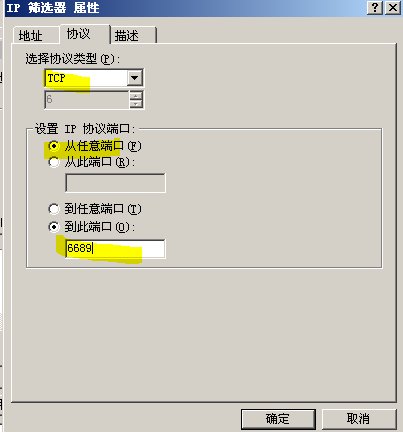 IP 筛选器 属性
地址 协议 描述
选择协议类型(P):
TCP
6
设置 IP 协议端口:
从任意端口(F)
从此端口(R):
到任意端口(T)
到此端口(O):
6689
确定 取消